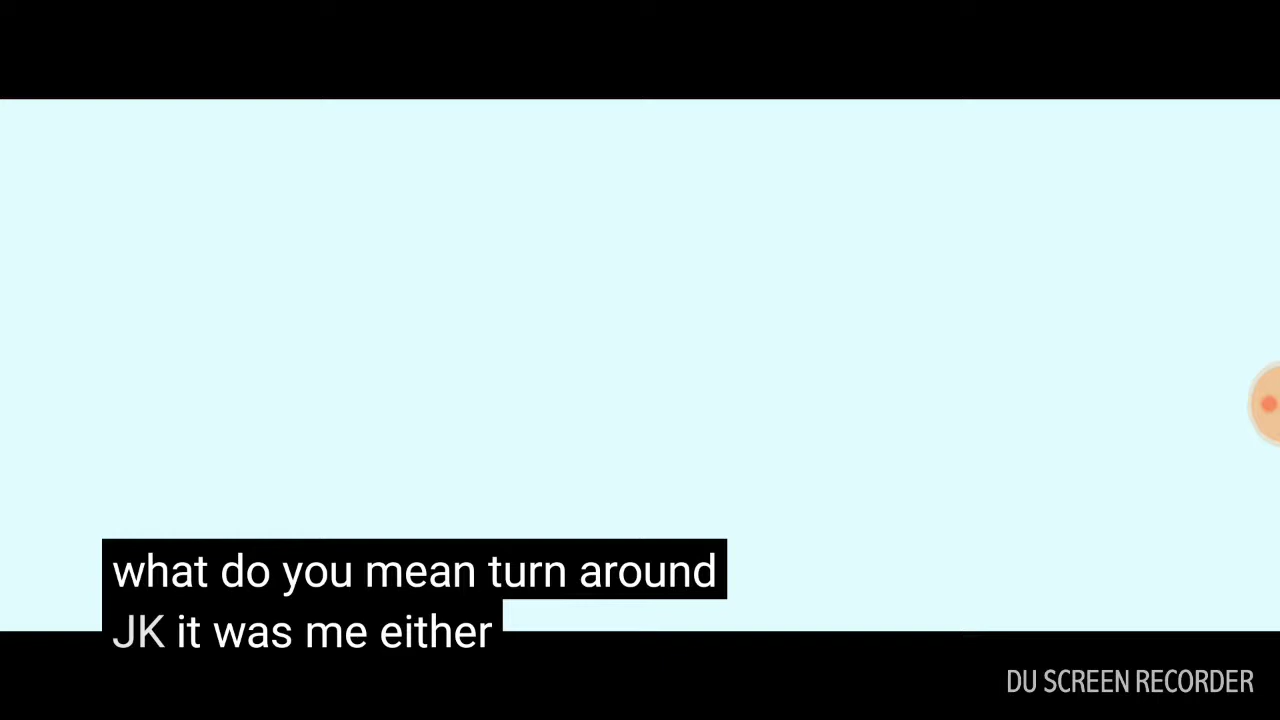 what do you mean turn around
JK it was me either
DU SCREEN RECORDER